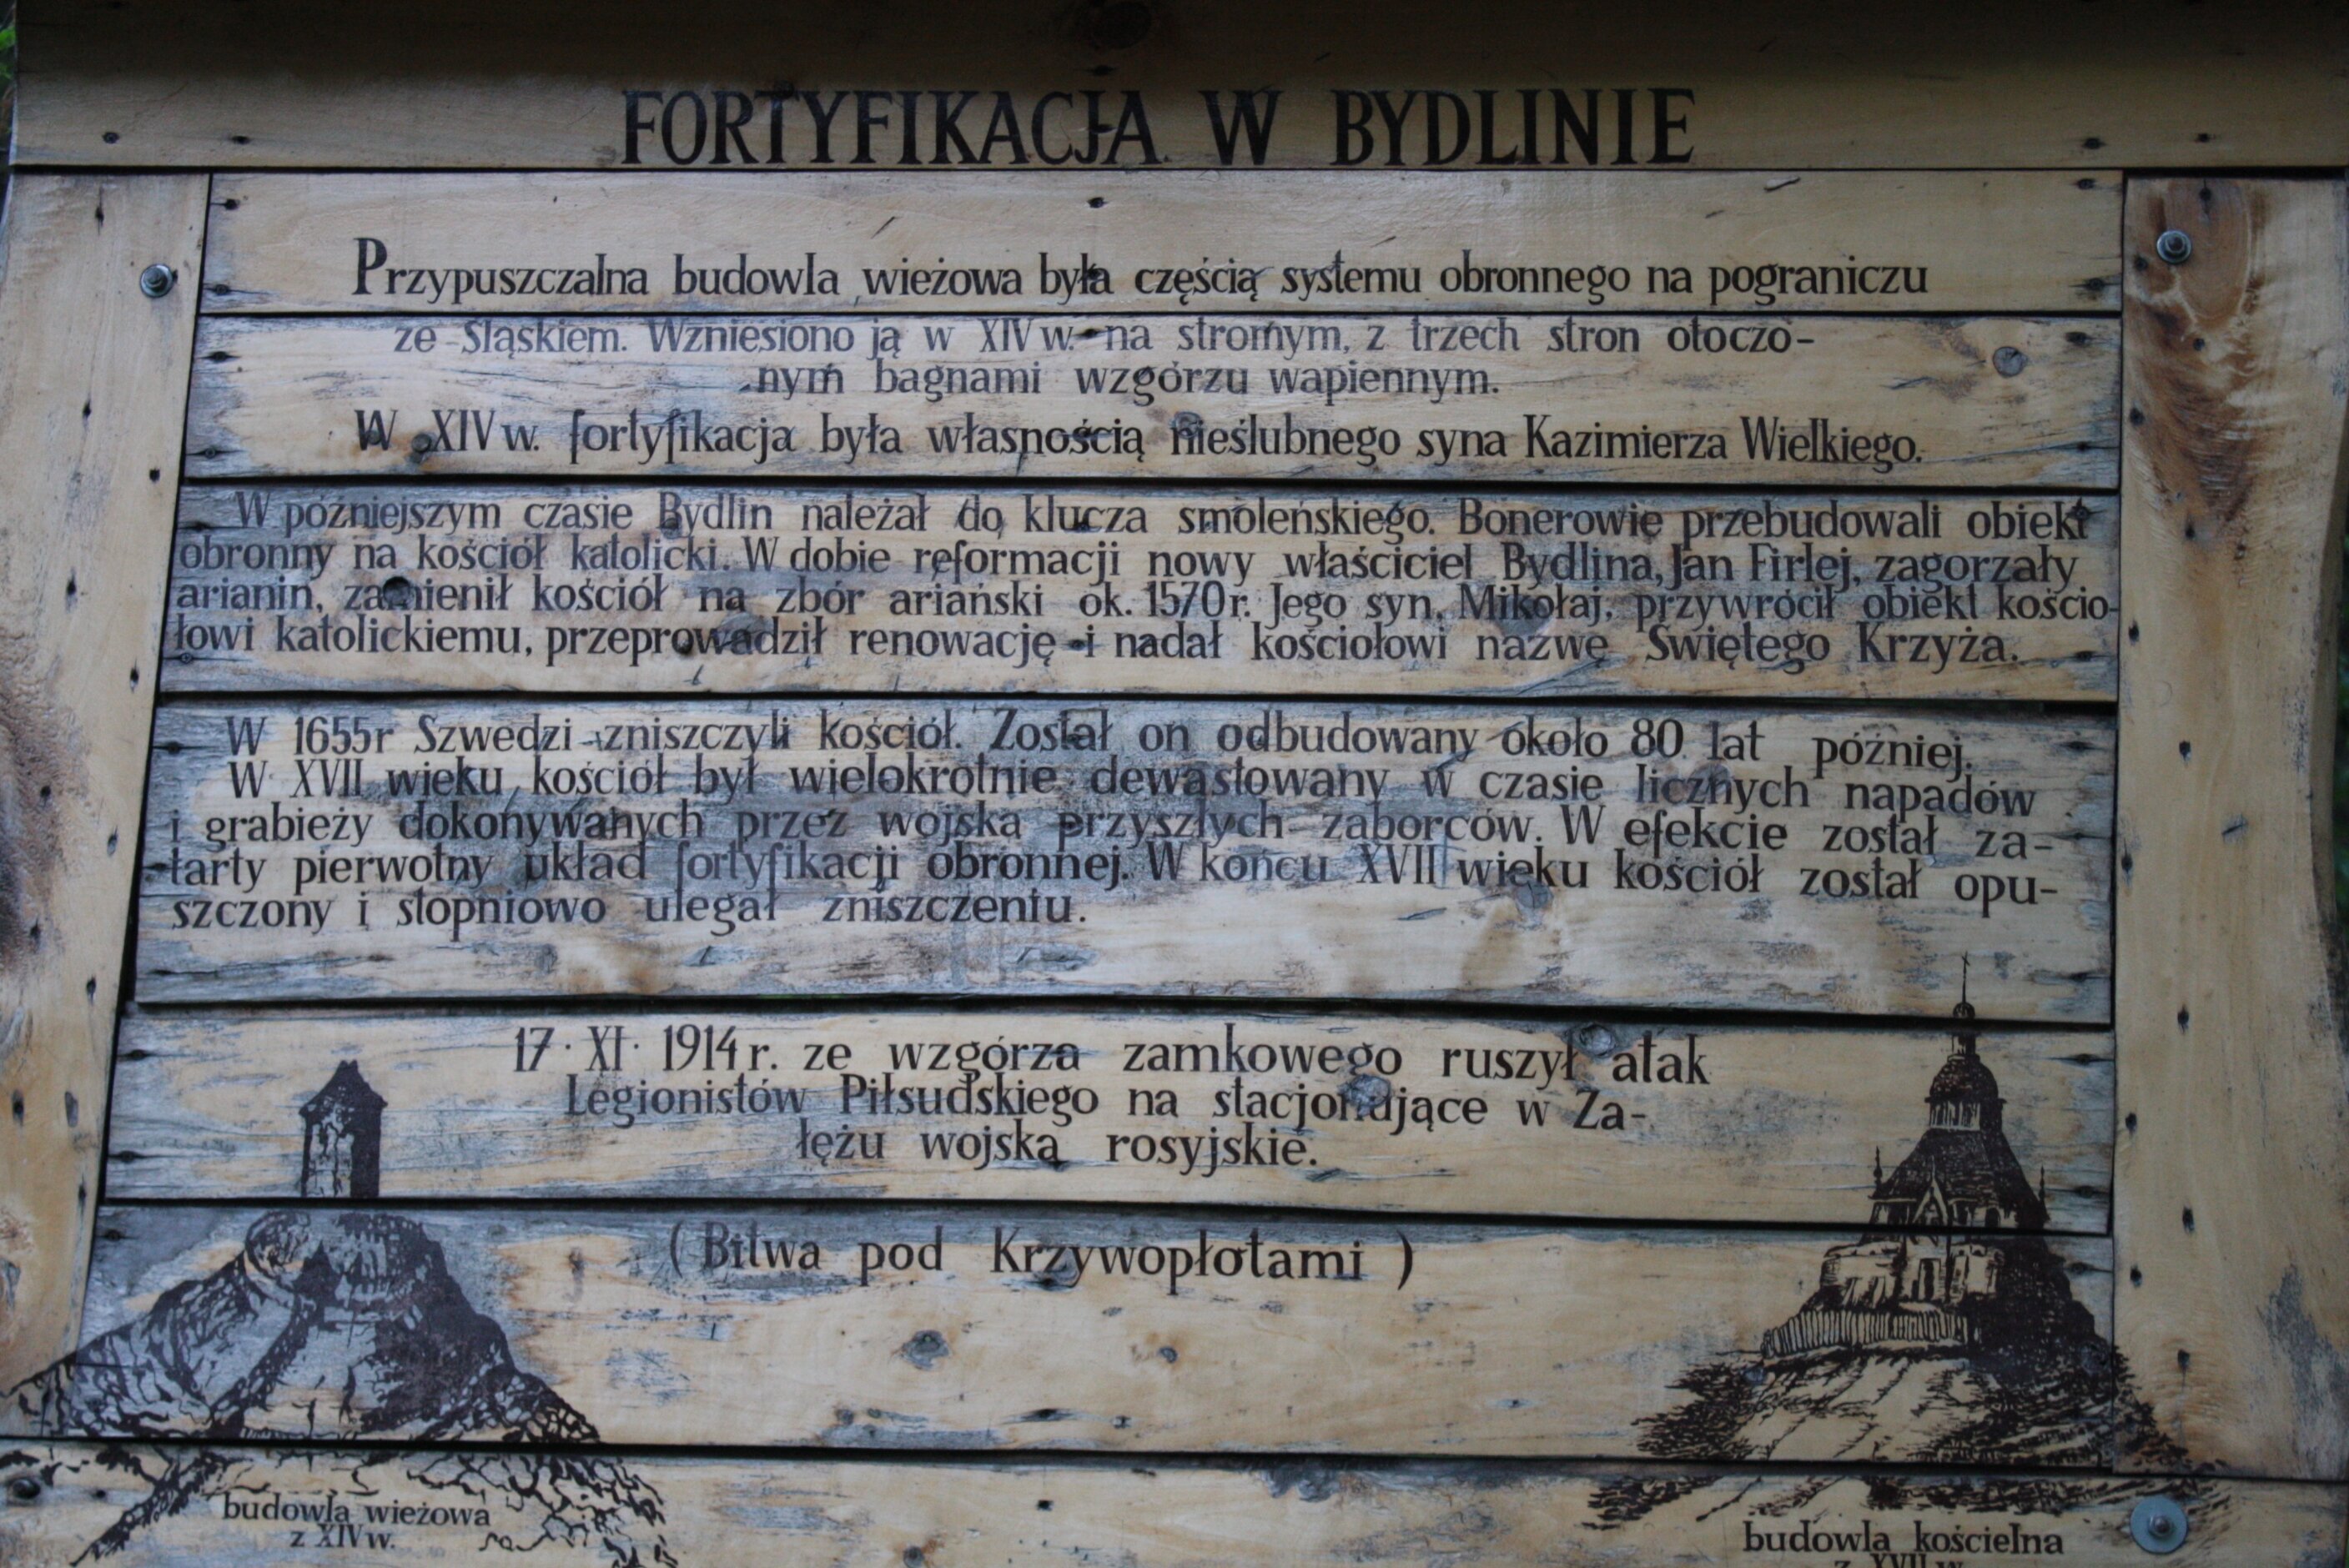 FORTYFIKACJA W BYDLINIE
Przypuszczalna budowla wieżowa była częścią systemu obronnego na pograniczu
ze Śląskiem. Wzniesiono ją w XIV w. na stromym, z trzech stron otoczo-
nym bagnami wzgórzu wapiennym.
W XIV w. fortyfikacja była własnością nieślubnego syna Kazimierza Wielkiego.
W późniejszym czasie Bydlin należał do klucza smoleńskiego. Bonerowie przebudowali obiekt
obronny na kościół katolicki. W dobie reformacji nowy właściciel Bydlina, Jan Firlej, zagorzały
arianin, zamienił kościół na zbór ariański ok. 1570 r. Jego syn, Mikołaj, przywrócił obiekt kościo-
łowi katolickiemu, przeprowadził renowację i nadał kościołowi nazwę Świętego Krzyża.
W 1655r Szwedzi zniszczyli kościół. Został on odbudowany około 80 lat później.
W XVII wieku kościół był wielokrotnie dewastowany w czasie licznych napadów
i grabieży dokonywanych przez wojska przyszłych zaborców. W efekcie został za-
tarty pierwotny układ fortyfikacji obronnej. W końcu XVII wieku kościół został opu-
szczony i stopniowo ulegał zniszczeniu.
17 · XI · 1914 r. ze wzgórza zamkowego ruszył atak
Legionistów Piłsudskiego na stacjonujące w Za-
łężu wojska rosyjskie.
( Bitwa pod Krzywopłotami )
budowla wieżowa
z XIV w.
budowla kościelna
z XVII w.